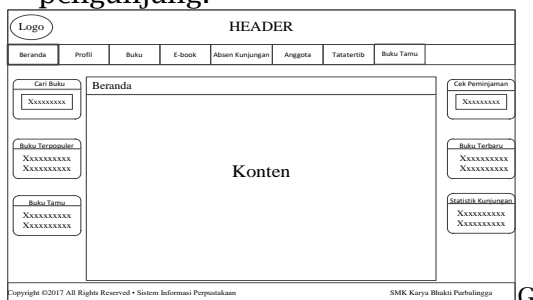 pengunjung.
Logo
HEADER
Beranda Profil Buku E-book Absen Kunjungan Anggota Tatatertib Buku Tamu
Cari Buku
Xxxxxxxxx
Buku Terpopuler
Xxxxxxxxxx
Xxxxxxxxxx
Buku Tamu
Xxxxxxxxxx
Xxxxxxxxxx
Beranda
Konten
Cek Peminjaman
Xxxxxxxxx
Buku Terbaru
Xxxxxxxxxx
Xxxxxxxxxx
Statistik Kunjungan
Xxxxxxxxxx
Xxxxxxxxxx
Copyright ©2017 All Rights Reserved • Sistem Informasi Perpustakaan SMK Karya Bhakti Purbalingga
G